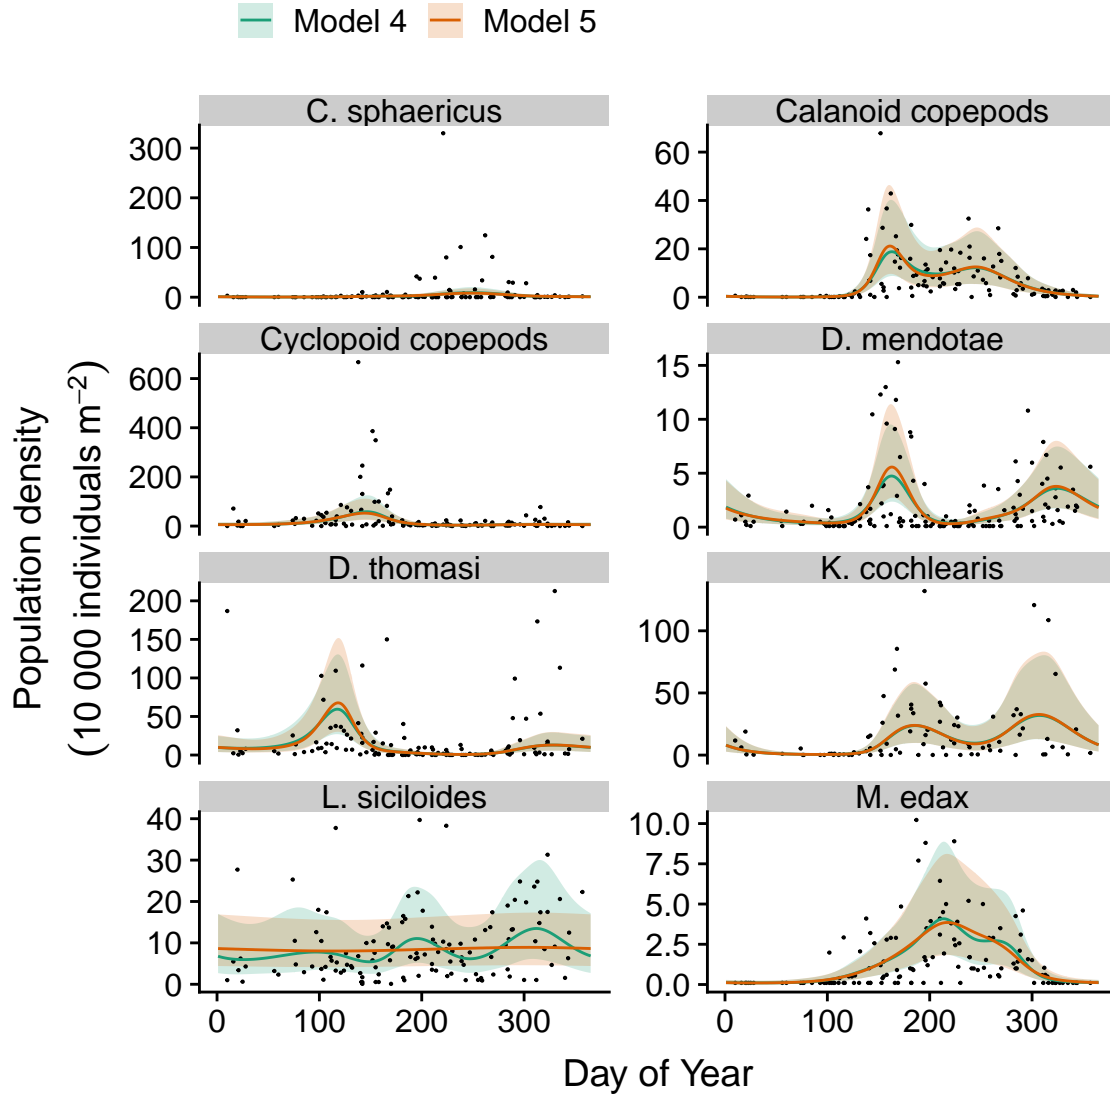 Model 4 Model 5
C. sphaericus
Calanoid copepods
300
200
100
0
60
40
20
0
Cyclopoid copepods
D. mendotae
600
400
200
0
15
10
5
0
D. thomasi
K. cochlearis
200
150
100
50
0
100
50
0
L. siciloides
M. edax
40
30
20
10
0
10.0
7.5
5.0
2.5
0.0
0 100 200 300
0 100 200 300
Population density
(10 000 individuals m⁻²)
Day of Year